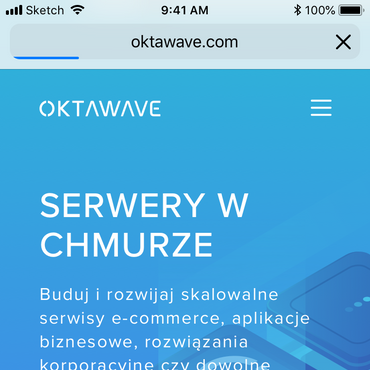 Sketch 9:41 AM 100%
oktawave.com
OKTAWAVE
SERWERY W
CHMURZE
Buduj i rozwijaj skalowalne
serwisy e-commerce, aplikacje
biznesowe, rozwiązania
korporacyjne czy dowolne